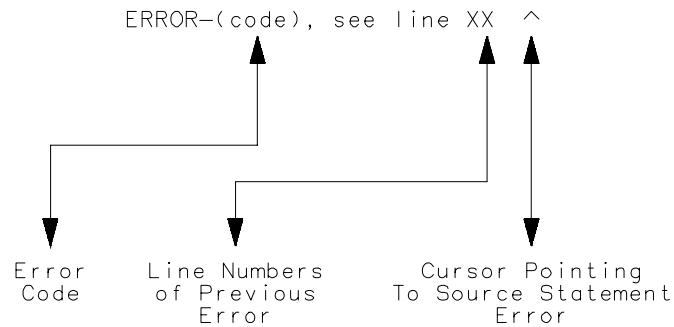 ERROR—(code), see line XX ^
Error
Code
Line Numbers
of Previous
Error
Cursor Pointing
To Source Statement
Error